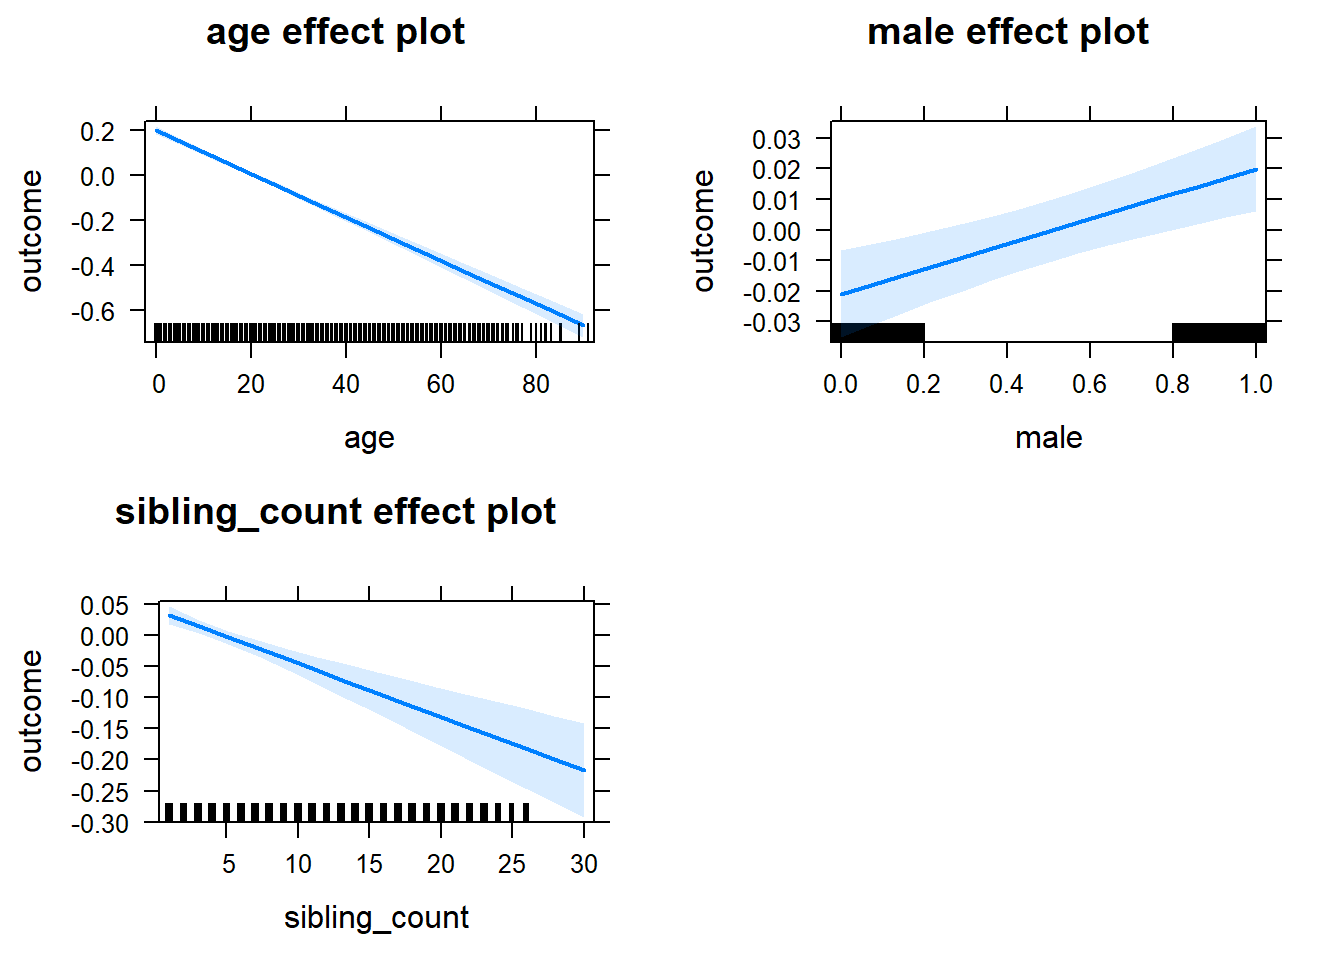 age effect plot
outcome
0.2
0.0
-0.2
-0.4
-0.6
0 20 40 60 80
age
male effect plot
outcome
0.03
0.02
0.01
0.00
-0.01
-0.02
-0.03
0.0 0.2 0.4 0.6 0.8 1.0
male
sibling_count effect plot
outcome
0.05
0.00
-0.05
-0.10
-0.15
-0.20
-0.25
-0.30
5 10 15 20 25 30
sibling_count